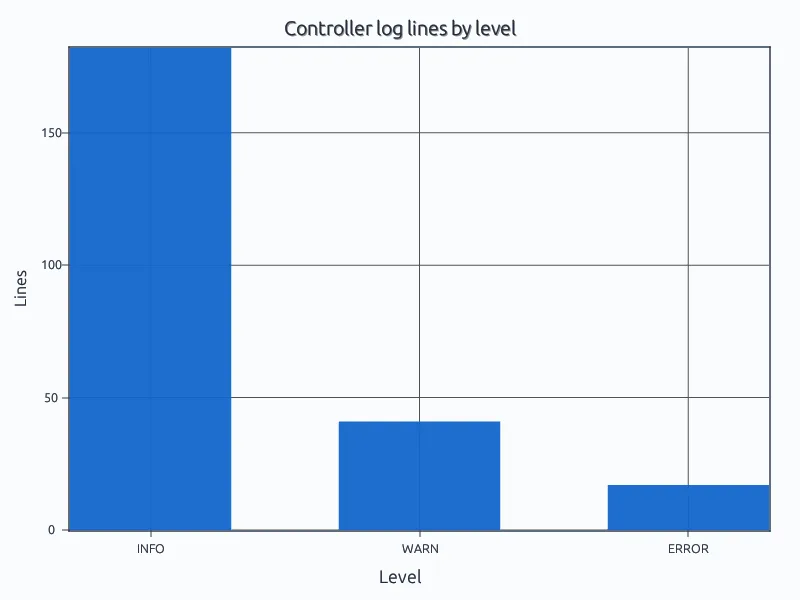 Controller log lines by level
Lines
150
100
50
0
INFO WARN ERROR
Level